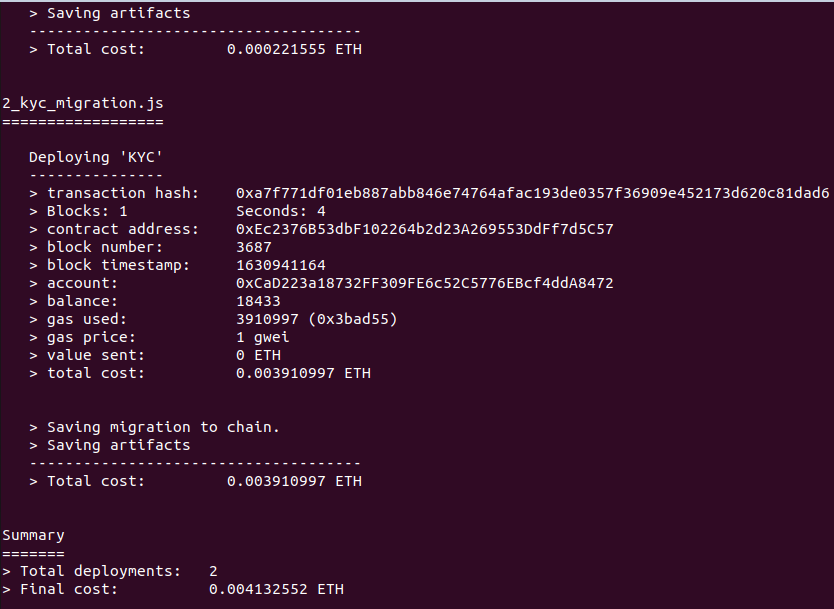 > Saving artifacts
-------------------------------------
> Total cost: 0.000221555 ETH
2_kyc_migration.js
==================
Deploying 'KYC'
---------------
> transaction hash: 0xa7f771df01eb887abb846e74764afac193de0357f36909e452173d620c81dad6
> Blocks: 1 Seconds: 4
> contract address: 0xEc2376B53dbF102264b2d23A269553DdFf7d5C57
> block number: 3687
> block timestamp: 1630941164
> account: 0xCaD223a18732FF309FE6c52C5776EBcf4ddA8472
> balance: 18433
> gas used: 3910997 (0x3bad55)
> gas price: 1 gwei
> value sent: 0 ETH
> total cost: 0.003910997 ETH
> Saving migration to chain.
> Saving artifacts
-------------------------------------
> Total cost: 0.003910997 ETH
Summary
=======
> Total deployments: 2
> Final cost: 0.004132552 ETH